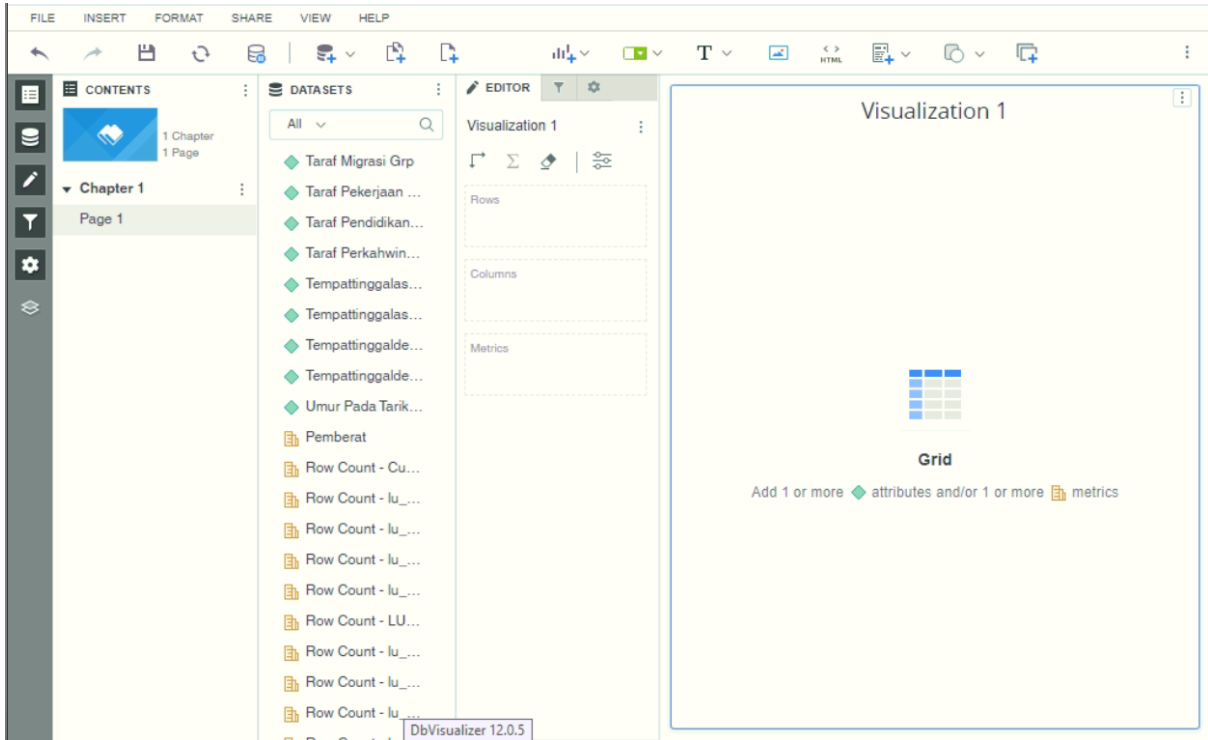 FILE INSERT FORMAT SHARE VIEW HELP
T
< >
HTML
CONTENTS
1 Chapter
1 Page
Chapter 1
Page 1
DATASETS
All
Taraf Migrasi Grp
Taraf Pekerjaan ...
Taraf Pendidikan...
Taraf Perkahwin...
Tempattinggalas...
Tempattinggalas...
Tempattinggalde...
Tempattinggalde...
Umur Pada Tarik...
Pemberat
Row Count - Cu...
Row Count - lu_...
Row Count - lu_...
Row Count - lu_...
Row Count - lu_...
Row Count - LU...
Row Count - lu_...
Row Count - lu_...
Row Count - lu_...
DbVisualizer 12.0.5
EDITOR
Visualization 1
Σ
Rows
Columns
Metrics
Visualization 1
Grid
Add 1 or more attributes and/or 1 or more metrics